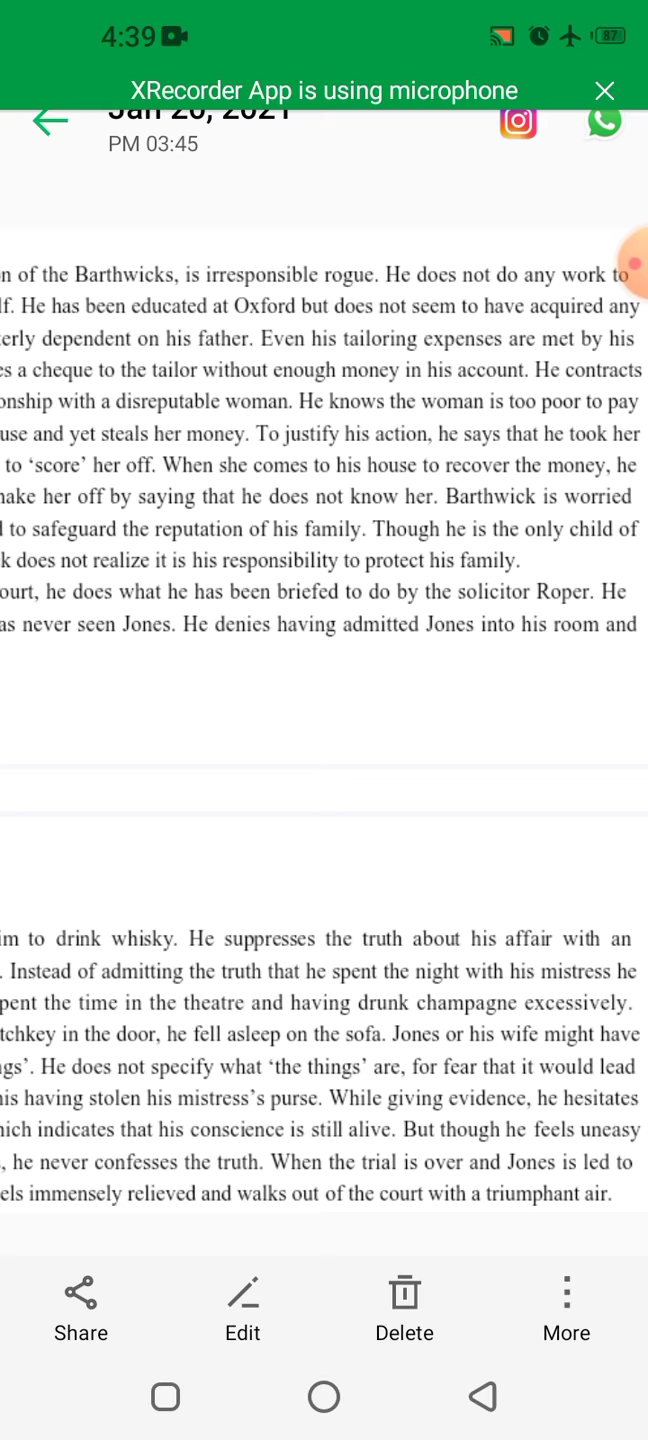 4:39
87
XRecorder App is using microphone
Jan 20, 2021
PM 03:45
n of the Barthwicks, is irresponsible rogue. He does not do any work to
lf. He has been educated at Oxford but does not seem to have acquired any
erly dependent on his father. Even his tailoring expenses are met by his
es a cheque to the tailor without enough money in his account. He contracts
onship with a disreputable woman. He knows the woman is too poor to pay
use and yet steals her money. To justify his action, he says that he took her
to ‘score’ her off. When she comes to his house to recover the money, he
nake her off by saying that he does not know her. Barthwick is worried
l to safeguard the reputation of his family. Though he is the only child of
k does not realize it is his responsibility to protect his family.
ourt, he does what he has been briefed to do by the solicitor Roper. He
as never seen Jones. He denies having admitted Jones into his room and
im to drink whisky. He suppresses the truth about his affair with an
. Instead of admitting the truth that he spent the night with his mistress he
pent the time in the theatre and having drunk champagne excessively.
tchkey in the door, he fell asleep on the sofa. Jones or his wife might have
ngs’. He does not specify what ‘the things’ are, for fear that it would lead
his having stolen his mistress’s purse. While giving evidence, he hesitates
hich indicates that his conscience is still alive. But though he feels uneasy
, he never confesses the truth. When the trial is over and Jones is led to
els immensely relieved and walks out of the court with a triumphant air.
Share
Edit
Delete
More